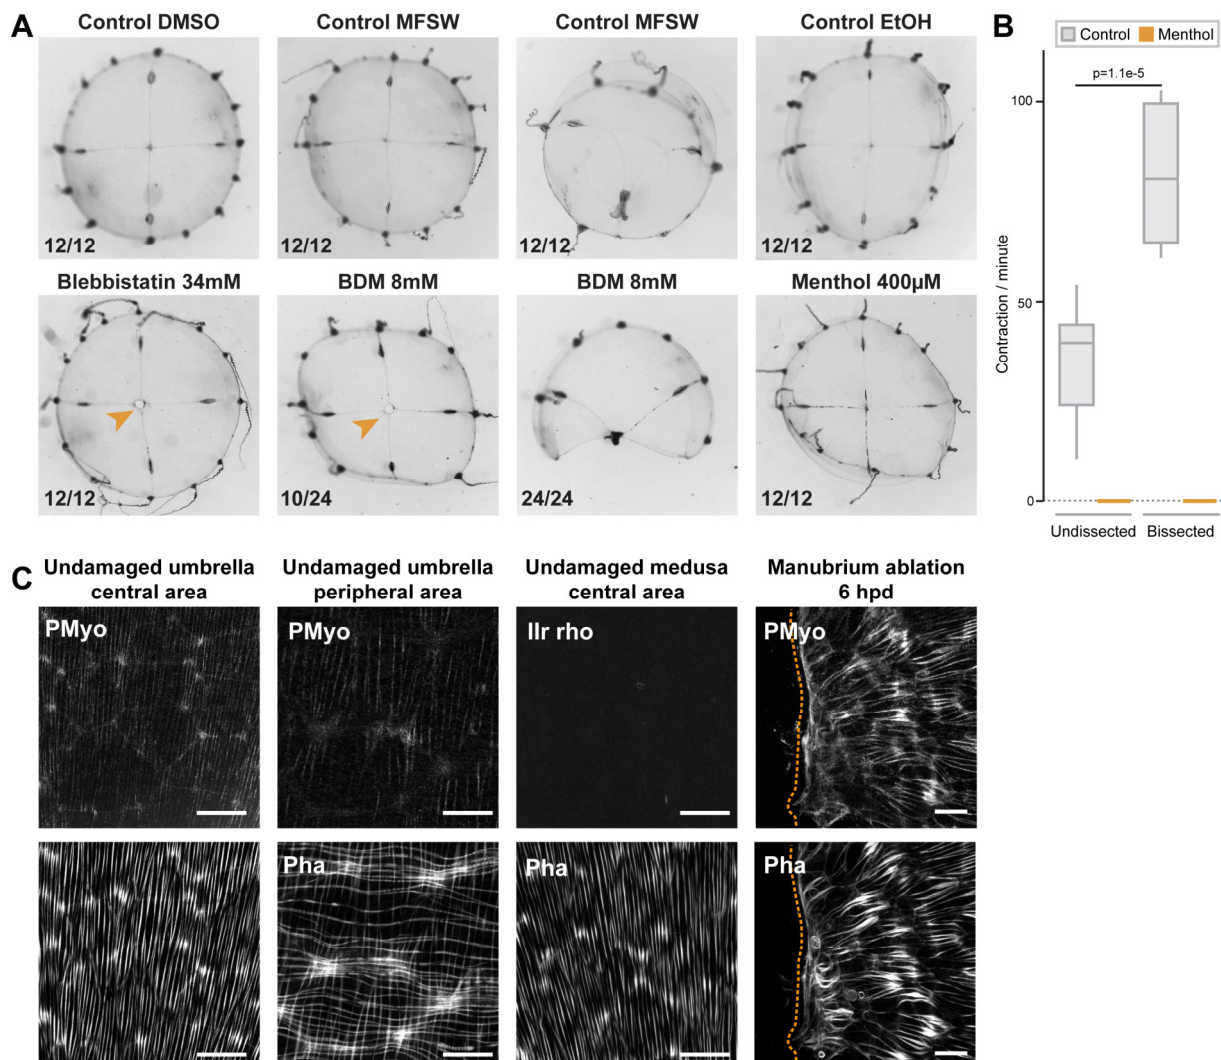 A
Control DMSO
Control MFSW
Control MFSW
Control EtOH
12/12
12/12
12/12
12/12
Blebbistatin 34mM
BDM 8mM
BDM 8mM
Menthol 400µM
12/12
10/24
24/24
12/12
B
Control Menthol
p=1.1e-5
Contraction / minute
100
50
0
Undissected
Bissected
C
Undamaged umbrella
central area
Undamaged umbrella
peripheral area
Undamaged medusa
central area
Manubrium ablation
6 hpd
PMyo
PMyo
IIr rho
PMyo
Pha
Pha
Pha